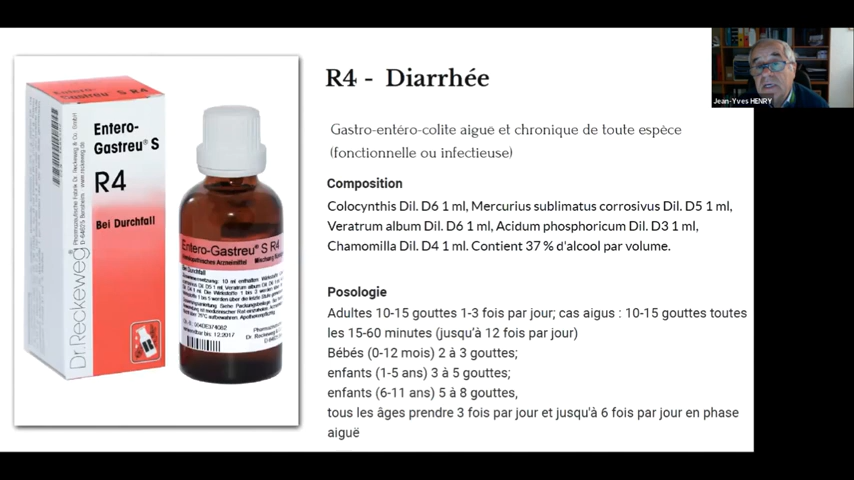 R4 - Diarrhée
Jean-Yves HENRY
Gastro-entéro-colite aiguë et chronique de toute espèce
(fonctionnelle ou infectieuse)
Composition
Colocynthis Dil. D6 1 ml, Mercurius sublimatus corrosivus Dil. D5 1 ml,
Veratrum album Dil. D6 1 ml, Acidum phosphoricum Dil. D3 1 ml,
Chamomilla Dil. D4 1 ml. Contient 37 % d'alcool par volume.
Posologie
Adultes 10-15 gouttes 1-3 fois par jour; cas aigus : 10-15 gouttes toutes
les 15-60 minutes (jusqu'à 12 fois par jour)
Bébés (0-12 mois) 2 à 3 gouttes;
enfants (1-5 ans) 3 à 5 gouttes;
enfants (6-11 ans) 5 à 8 gouttes,
tous les âges prendre 3 fois par jour et jusqu'à 6 fois par jour en phase
aiguë
Entero-
Gastreu® S R4
Entero-
Gastreu® S
R4
Bei Durchfall
Dr.Reckeweg®
Entero-Gastreu® S R4
Bei Durchfall